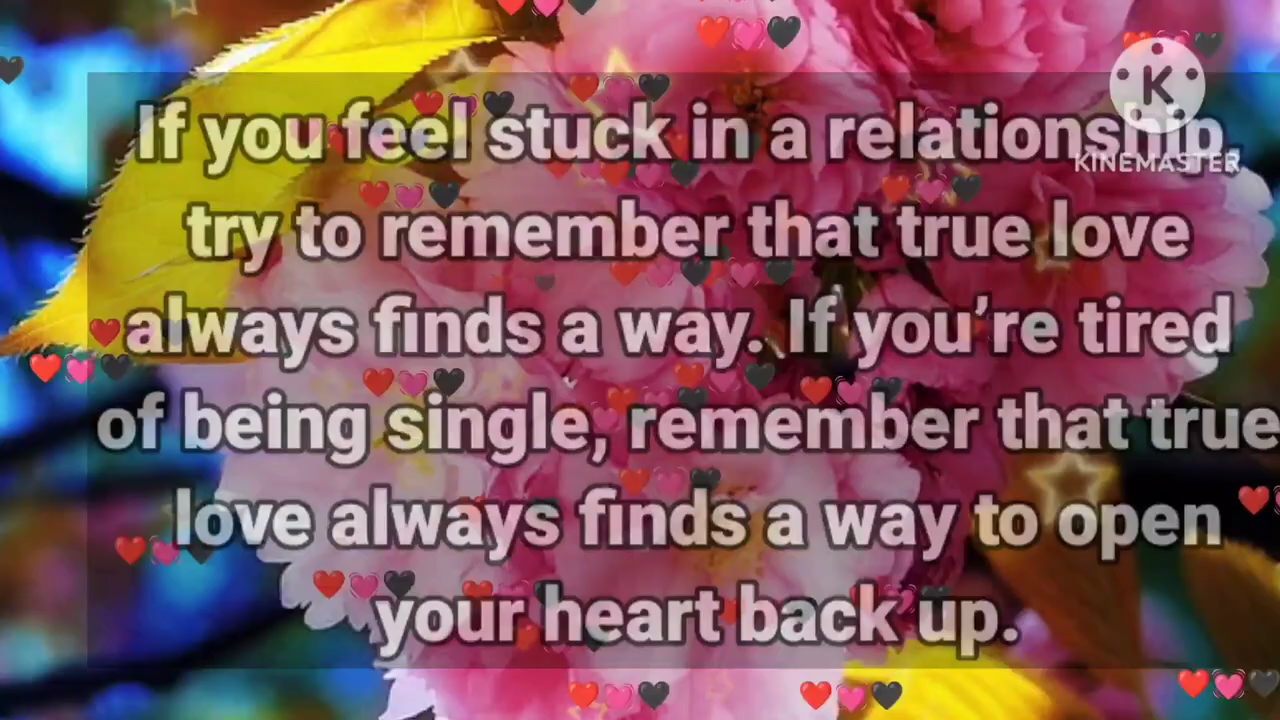 If you feel stuck in a relationship,
K
KINEMASTER
try to remember that true love
always finds a way. If you’re tired
of being single, remember that true
love always finds a way to open
your heart back up.